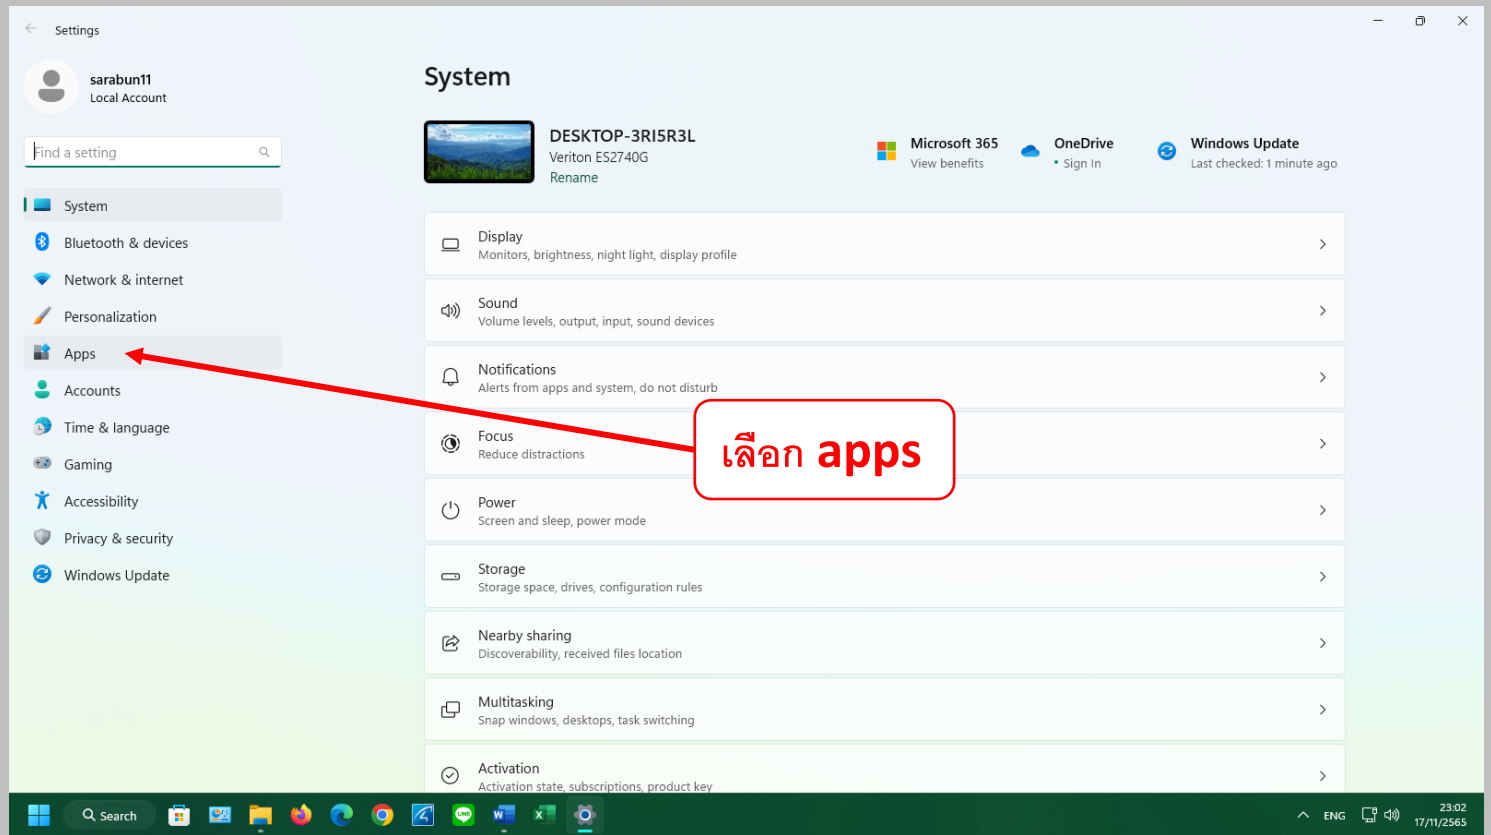 Settings
sarabun11
Local Account
Find a setting
System
Bluetooth & devices
Network & internet
Personalization
Apps
Accounts
Time & language
Gaming
Accessibility
Privacy & security
Windows Update
System
DESKTOP-3RI5R3L
Veriton ES2740G
Rename
Microsoft 365
View benefits
OneDrive
• Sign In
Windows Update
Last checked: 1 minute ago
Display
Monitors, brightness, night light, display profile
Sound
Volume levels, output, input, sound devices
Notifications
Alerts from apps and system, do not disturb
Focus
Reduce distractions
เลือก apps
Power
Screen and sleep, power mode
Storage
Storage space, drives, configuration rules
Nearby sharing
Discoverability, received files location
Multitasking
Snap windows, desktops, task switching
Activation
Activation state, subscriptions, product key
Search
ENG
23:02
17/11/2565